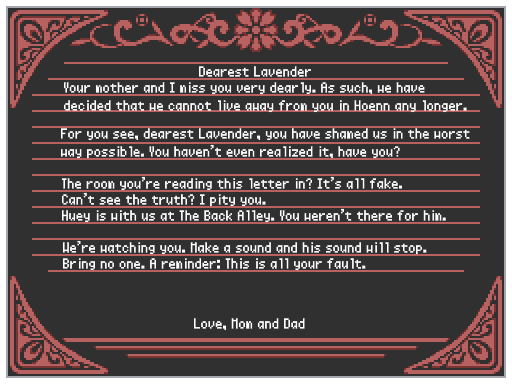 Dearest Lavender
Your mother and I miss you very dearly. As such, we have
decided that we cannot live away from you in Hoenn any longer.
For you see, dearest Lavender, you have shamed us in the worst
way possible. You haven't even realized it, have you?
The room you're reading this letter in? It's all fake.
Can't see the truth? I pity you.
Huey is with us at The Back Alley. You weren't there for him.
We're watching you. Make a sound and his sound will stop.
Bring no one. A reminder: This is all your fault.
Love, Mom and Dad